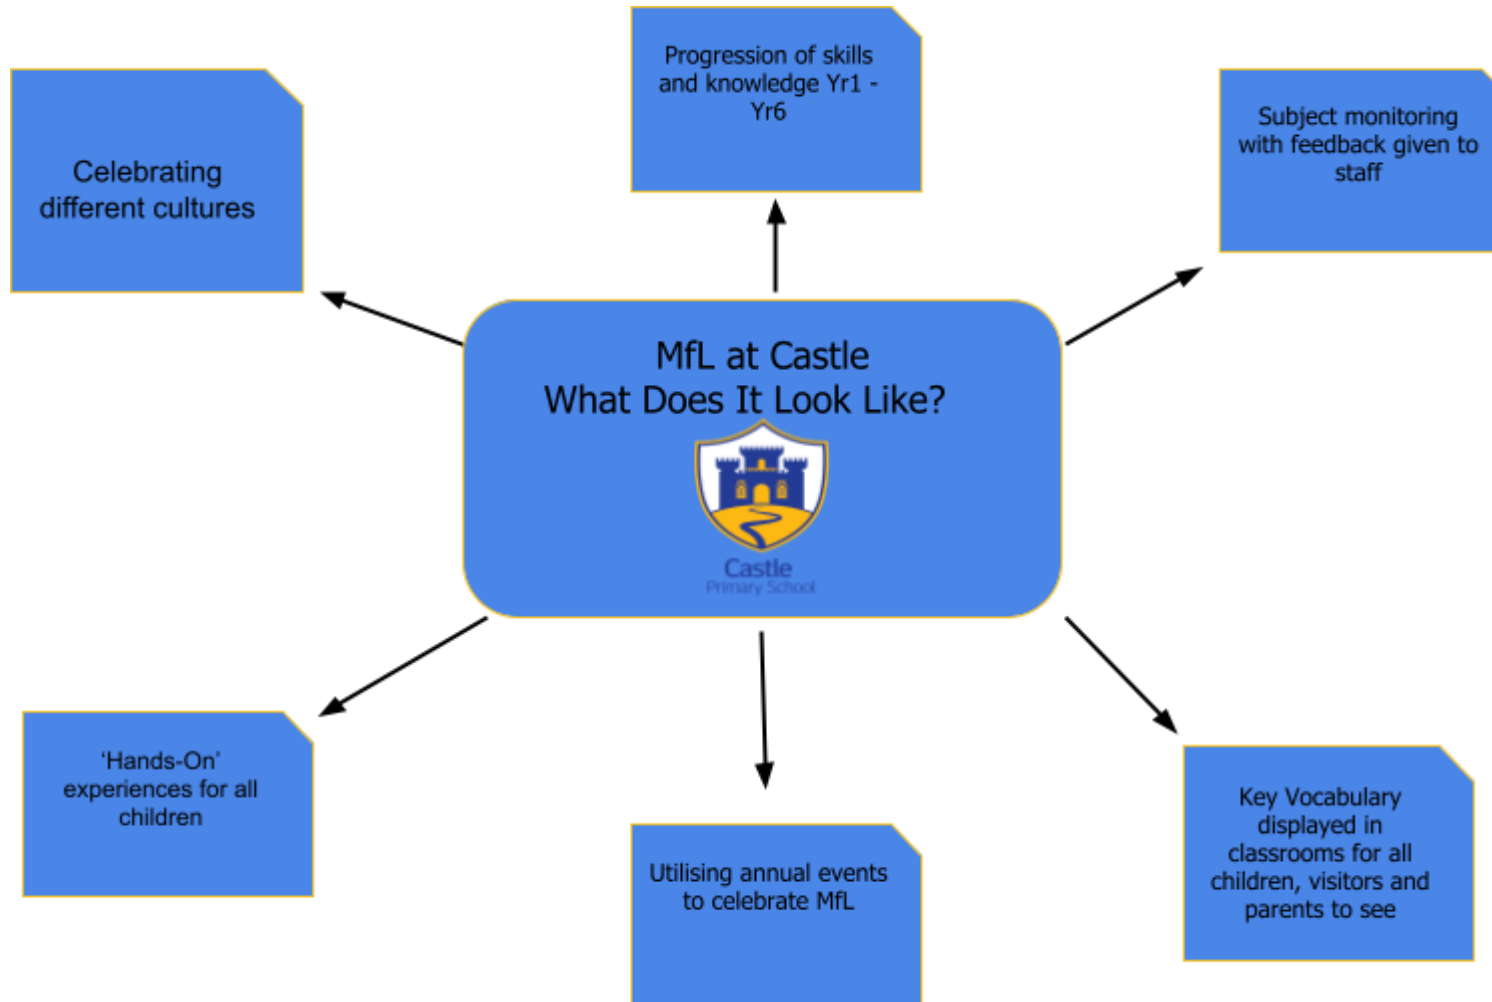 Progression of skills
and knowledge Yr1 -
Yr6
Celebrating
different cultures
Subject monitoring
with feedback given to
staff
MfL at Castle
What Does It Look Like?
Castle
Primary School
‘Hands-On’
experiences for all
children
Utilising annual events
to celebrate MfL
Key Vocabulary
displayed in
classrooms for all
children, visitors and
parents to see